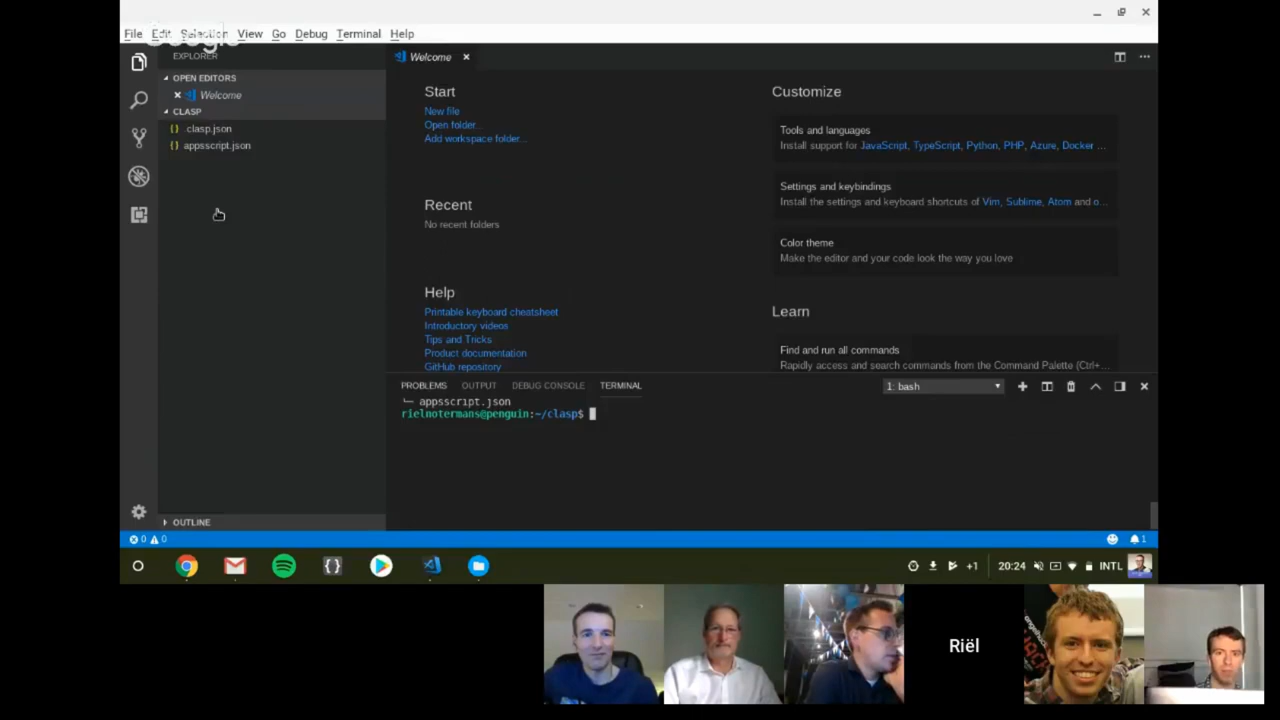 File Edit Selection View Go Debug Terminal Help
Google
EXPLORER
OPEN EDITORS
Welcome
CLASP
{} .clasp.json
{} appsscript.json
OUTLINE
Welcome
Start
New file
Open folder...
Add workspace folder...
Recent
No recent folders
Help
Printable keyboard cheatsheet
Introductory videos
Tips and Tricks
Product documentation
GitHub repository
Customize
Tools and languages
Install support for JavaScript, TypeScript, Python, PHP, Azure, Docker ...
Settings and keybindings
Install the settings and keyboard shortcuts of Vim, Sublime, Atom and o...
Color theme
Make the editor and your code look the way you love
Learn
Find and run all commands
Rapidly access and search commands from the Command Palette (Ctrl+...
PROBLEMS OUTPUT DEBUG CONSOLE TERMINAL
1: bash
└─ appsscript.json
rielnotermans@penguin:~/clasp$
0 0
1
{} +1 20:24 INTL
Riël